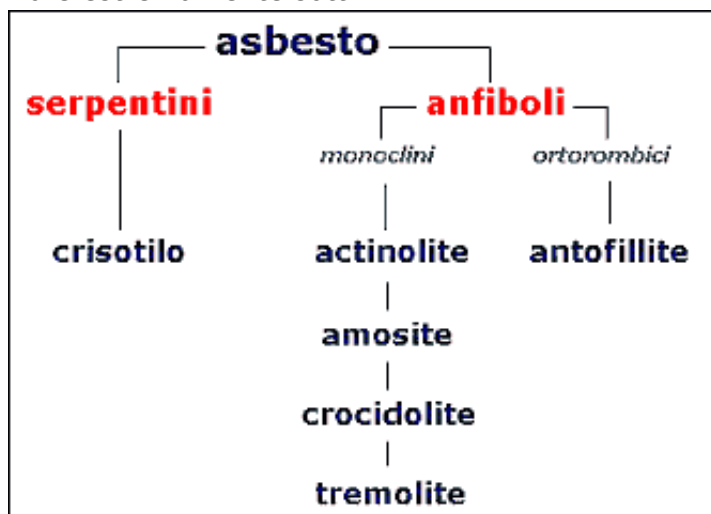 asbesto
serpentini anfiboli
monoclini ortorombici
crisotilo actinolite antofillite
amosite
crocidolite
tremolite